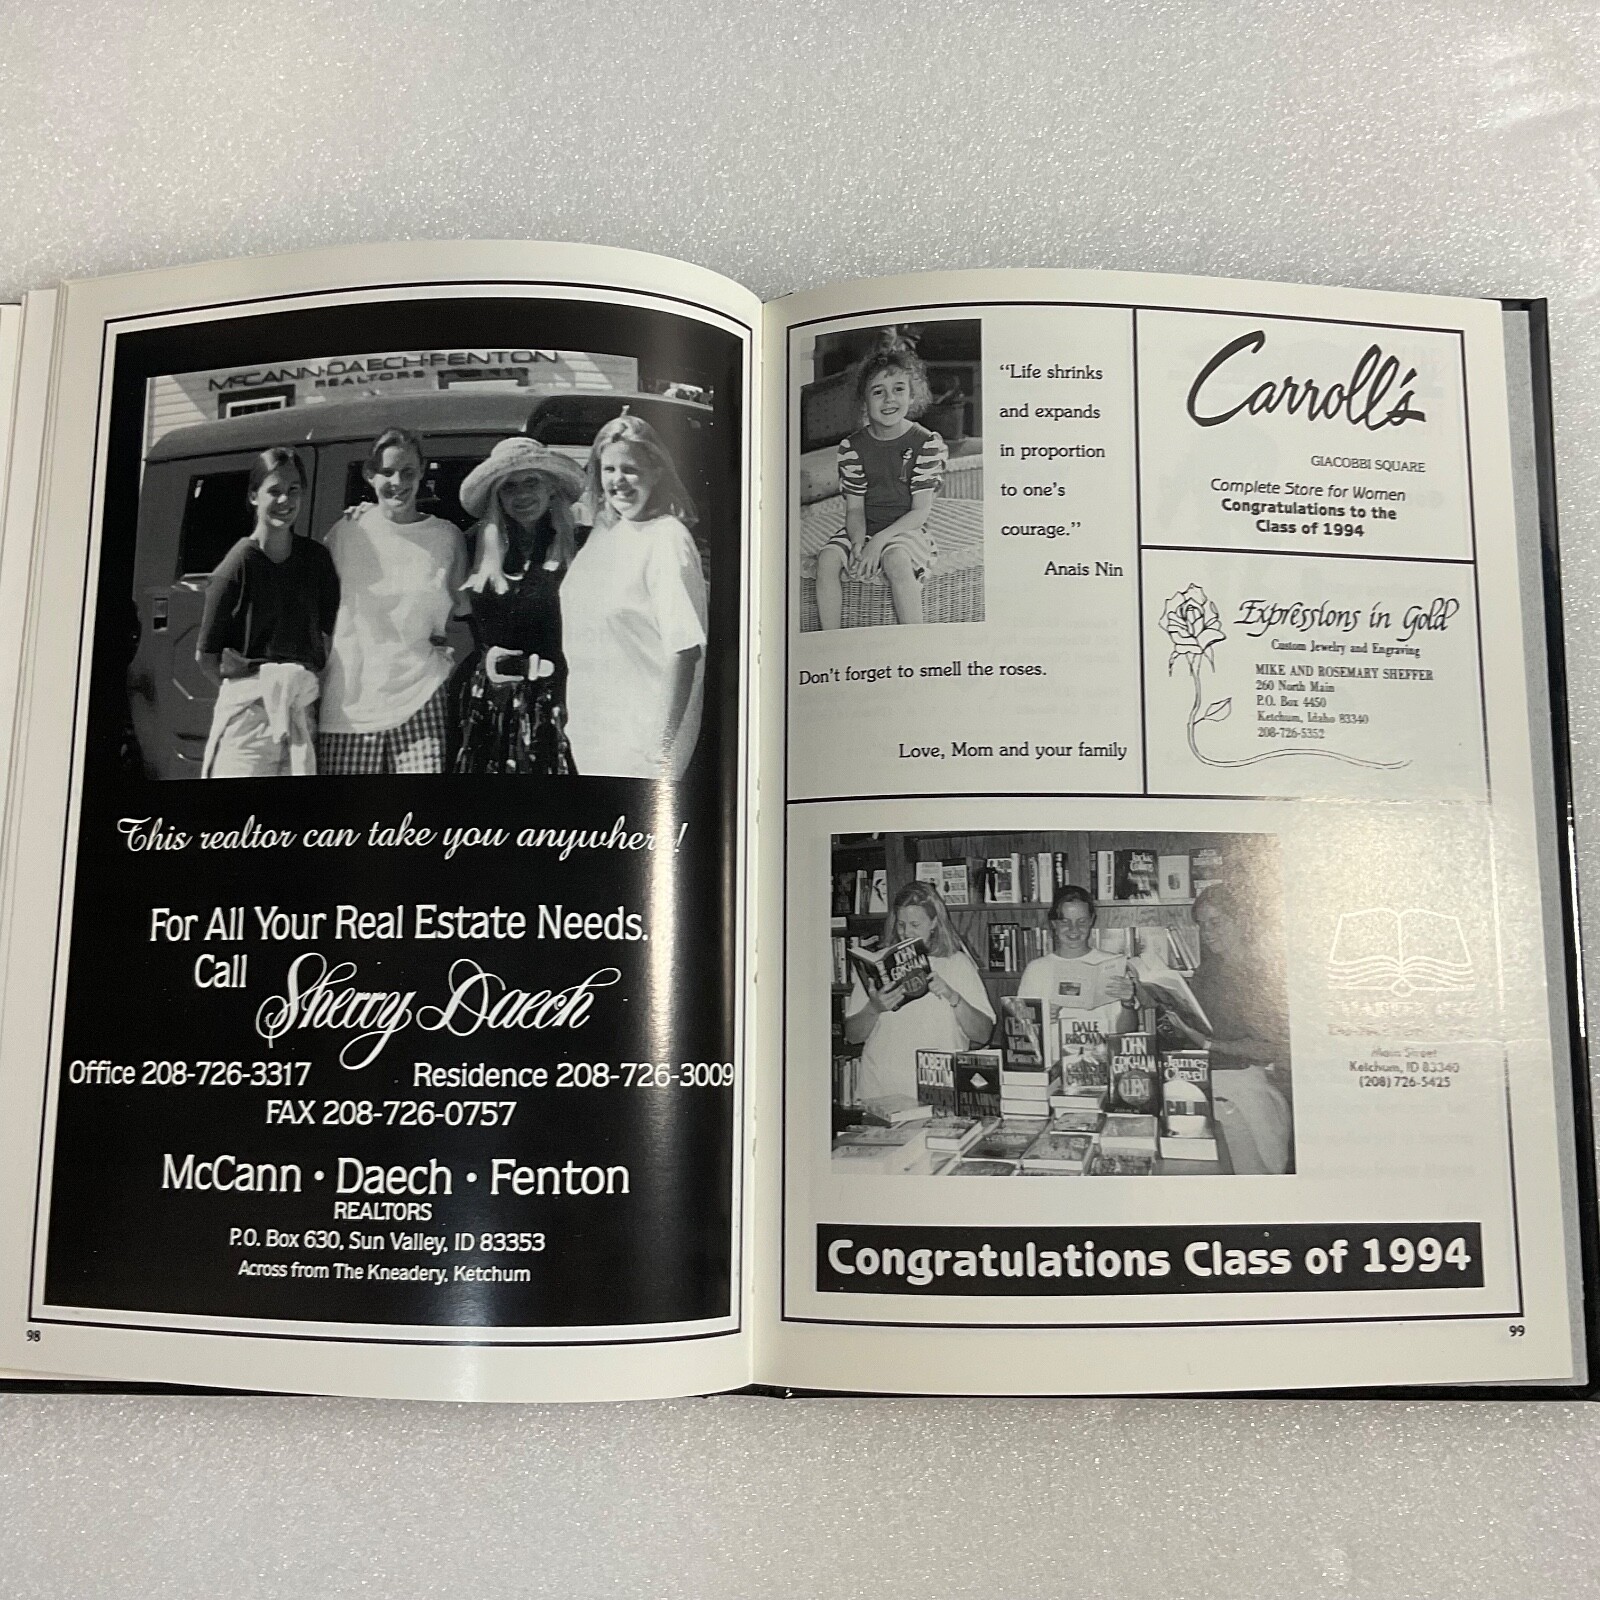 McCANN·DAECH·FENTON
REALTORS
This realtor can take you anywhere!
For All Your Real Estate Needs.
Call Sherry Daech
Office 208-726-3317 Residence 208-726-3009
FAX 208-726-0757
McCann • Daech • Fenton
REALTORS
P.O. Box 630, Sun Valley, ID 83353
Across from The Kneadery, Ketchum
98
"Life shrinks
and expands
in proportion
to one's
courage."
Anais Nin
Don't forget to smell the roses.
Love, Mom and your family
Carroll's
GIACOBBI SQUARE
Complete Store for Women
Congratulations to the
Class of 1994
Expressions in Gold
Custom Jewelry and Engraving
MIKE AND ROSEMARY SHEFFER
260 North Main
P.O. Box 4450
Ketchum, Idaho 83340
208-726-5352
JOHN
GRISHAM
DALE
BROWN
JOHN
GRISHAM
CLIENT
ROBERT
LUDLUM
James
Clavell
Main Street
Ketchum, ID 83340
(208) 726-5425
Congratulations Class of 1994
99